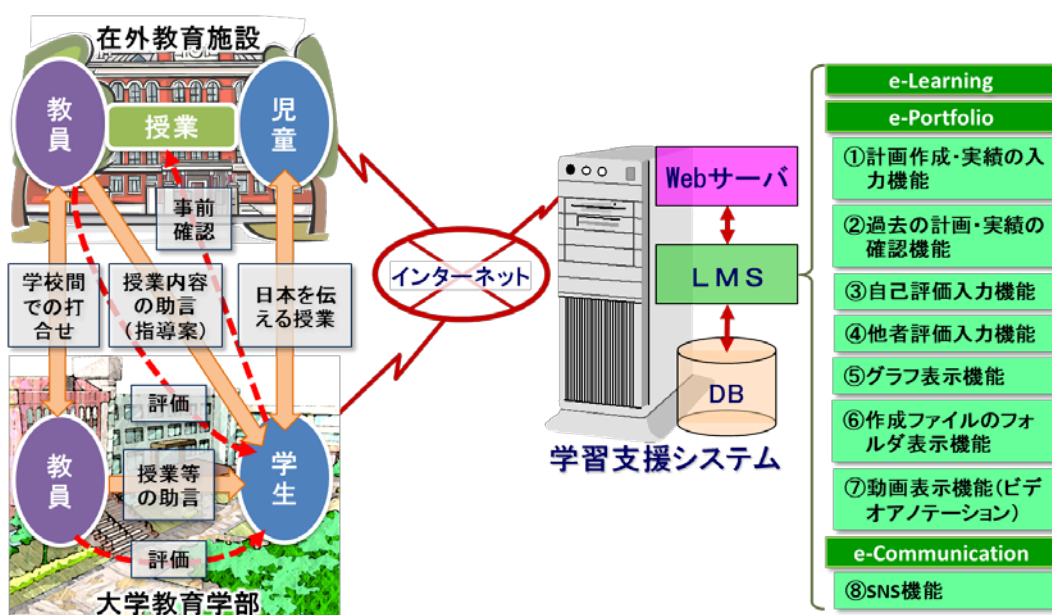 在外教育施設
教員
授業
児童
事前
確認
学校間
での打
合せ
授業内容
の助言
(指導案)
日本を伝
える授業
評価
教員
授業等
の助言
学生
評価
大学教育学部
インターネット
Webサーバ
LMS
DB
学習支援システム
e-Learning
e-Portfolio
①計画作成・実績の入
力機能
②過去の計画・実績の
確認機能
③自己評価入力機能
④他者評価入力機能
⑤グラフ表示機能
⑥作成ファイルのフォ
ルダ表示機能
⑦動画表示機能(ビデ
オアノテーション)
e-Communication
⑧SNS機能